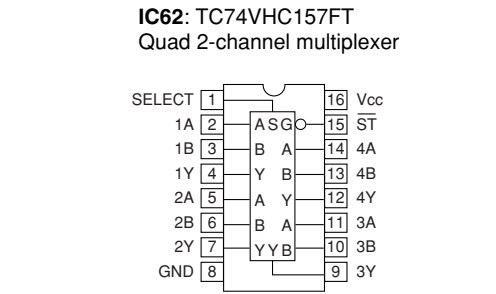 IC62: TC74VHC157FT
Quad 2-channel multiplexer
SELECT 1 16 Vcc
1A 2 A S G 15 ST
1B 3 B A 14 4A
1Y 4 Y B 13 4B
2A 5 A Y 12 4Y
2B 6 B A 11 3A
2Y 7 Y Y B 10 3B
GND 8 9 3Y